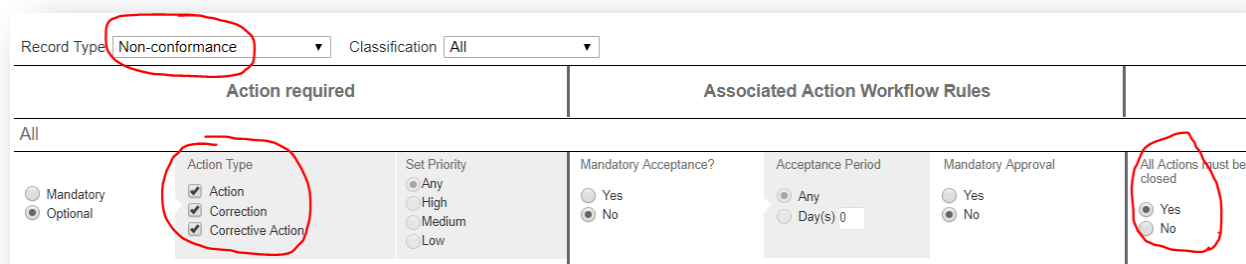 Record Type Non-conformance Classification All
Action required Associated Action Workflow Rules
All
Action Type Set Priority Mandatory Acceptance? Acceptance Period Mandatory Approval All Actions must be
closed
Mandatory Action Any Yes Any Yes Yes
Optional Correction High No Day(s) 0 No No
Corrective Action Medium
Low